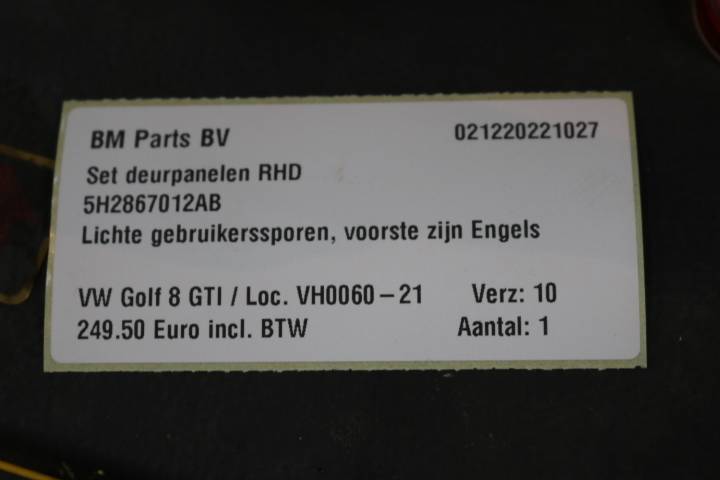 BM Parts BV 021220221027
Set deurpanelen RHD
5H2867012AB
Lichte gebruikerssporen, voorste zijn Engels
VW Golf 8 GTI / Loc. VH0060-21 Verz: 10
249.50 Euro incl. BTW Aantal: 1